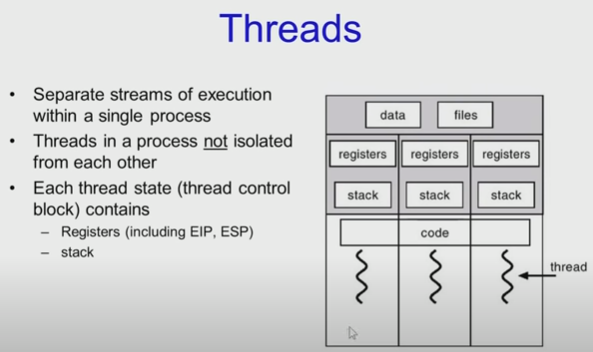 Threads
• Separate streams of execution
within a single process
• Threads in a process not isolated
from each other
• Each thread state (thread control
block) contains
– Registers (including EIP, ESP)
– stack
data files
registers registers registers
stack stack stack
code
thread